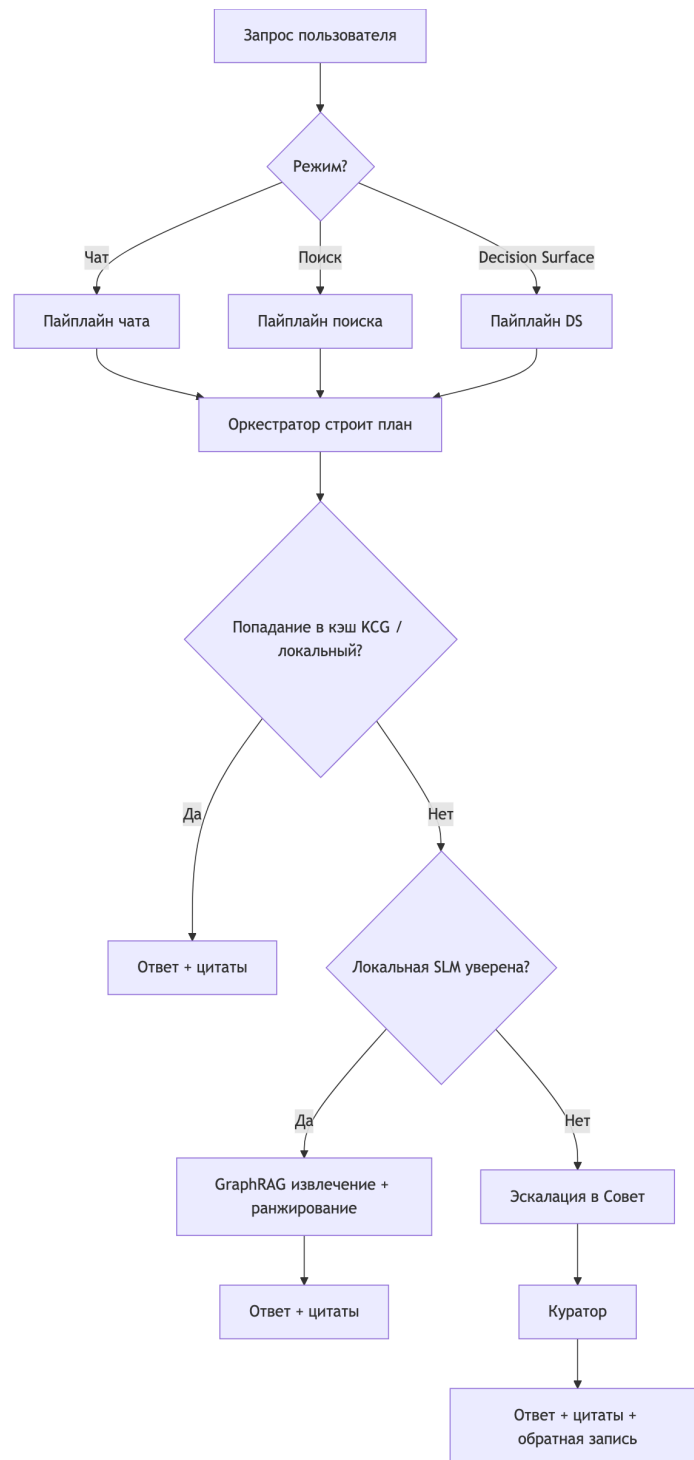 Запрос пользователя
Режим?
Чат
Поиск
Decision Surface
Пайплайн чата
Пайплайн поиска
Пайплайн DS
Оркестратор строит план
Попадание в кэш KCG /
локальный?
Да
Нет
Ответ + цитаты
Локальная SLM уверена?
Да
Нет
GraphRAG извлечение +
ранжирование
Эскалация в Совет
Ответ + цитаты
Куратор
Ответ + цитаты +
обратная запись